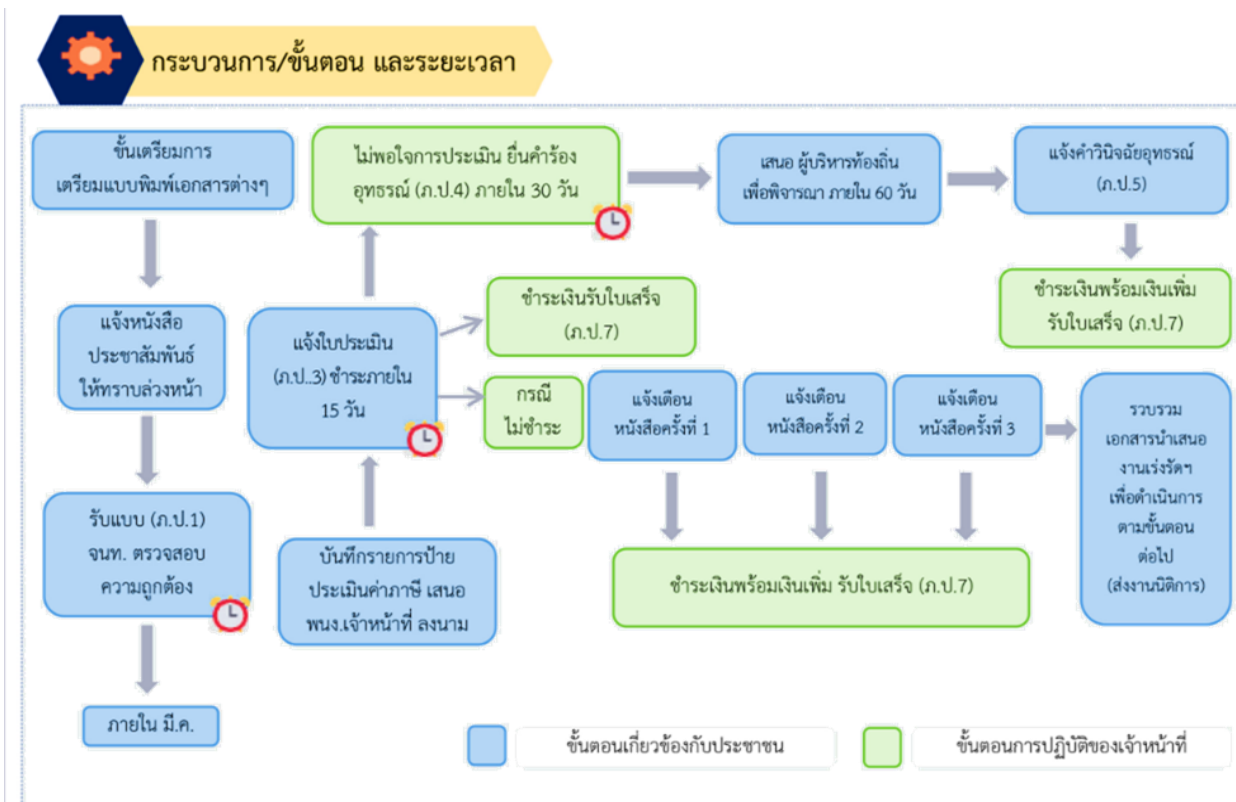 กระบวนการ/ขั้นตอน และระยะเวลา
ขั้นเตรียมการ
เตรียมแบบพิมพ์เอกสารต่างๆ
ไม่พอใจการประเมิน ยื่นคำร้อง
อุทธรณ์ (ภ.ป.4) ภายใน 30 วัน
เสนอ ผู้บริหารท้องถิ่น
เพื่อพิจารณา ภายใน 60 วัน
แจ้งคำวินิจฉัยอุทธรณ์
(ภ.ป.5)
ชำระเงินพร้อมเงินเพิ่ม
รับใบเสร็จ (ภ.ป.7)
แจ้งหนังสือ
ประชาสัมพันธ์
ให้ทราบล่วงหน้า
แจ้งใบประเมิน
(ภ.ป..3) ชำระภายใน
15 วัน
ชำระเงินรับใบเสร็จ
(ภ.ป.7)
กรณี
ไม่ชำระ
แจ้งเตือน
หนังสือครั้งที่ 1
แจ้งเตือน
หนังสือครั้งที่ 2
แจ้งเตือน
หนังสือครั้งที่ 3
รวบรวม
เอกสารนำเสนอ
งานเร่งรัดฯ
เพื่อดำเนินการ
ตามขั้นตอน
ต่อไป
(ส่งงานนิติการ)
รับแบบ (ภ.ป.1)
จนท. ตรวจสอบ
ความถูกต้อง
บันทึกรายการป้าย
ประเมินค่าภาษี เสนอ
พนง.เจ้าหน้าที่ ลงนาม
ชำระเงินพร้อมเงินเพิ่ม รับใบเสร็จ (ภ.ป.7)
ภายใน มี.ค.
ขั้นตอนเกี่ยวข้องกับประชาชน
ขั้นตอนการปฏิบัติของเจ้าหน้าที่